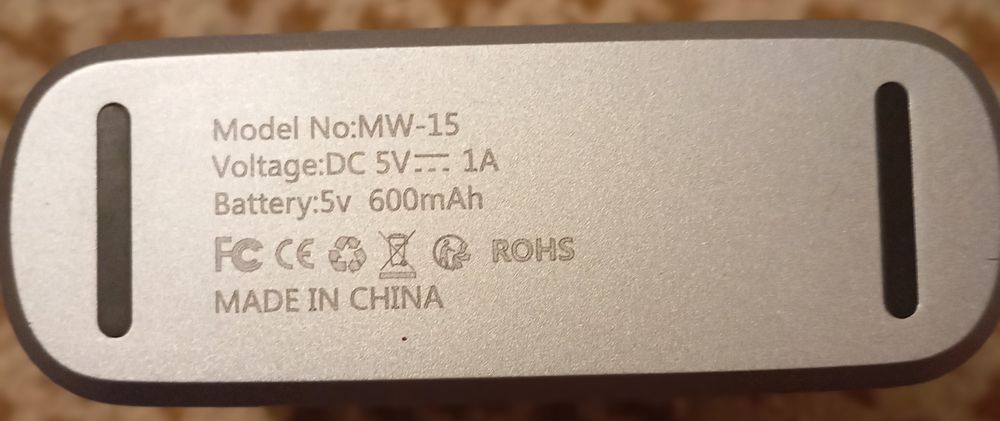 Model No:MW-15
Voltage:DC 5V⎓ 1A
Battery:5v 600mAh
FC CE ROHS
MADE IN CHINA